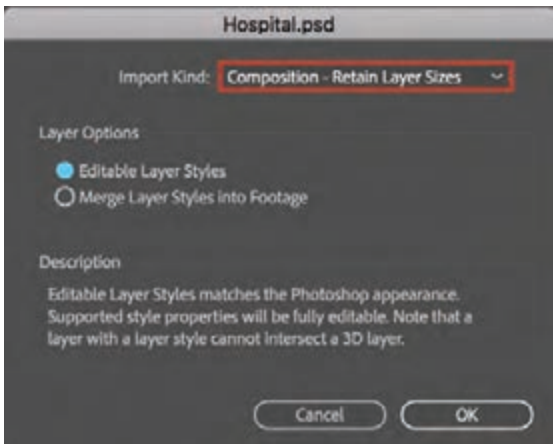 Hospital.psd
Import Kind: Composition - Retain Layer Sizes
Layer Options
Editable Layer Styles
Merge Layer Styles into Footage
Description
Editable Layer Styles matches the Photoshop appearance.
Supported style properties will be fully editable. Note that a
layer with a layer style cannot intersect a 3D layer.
Cancel OK